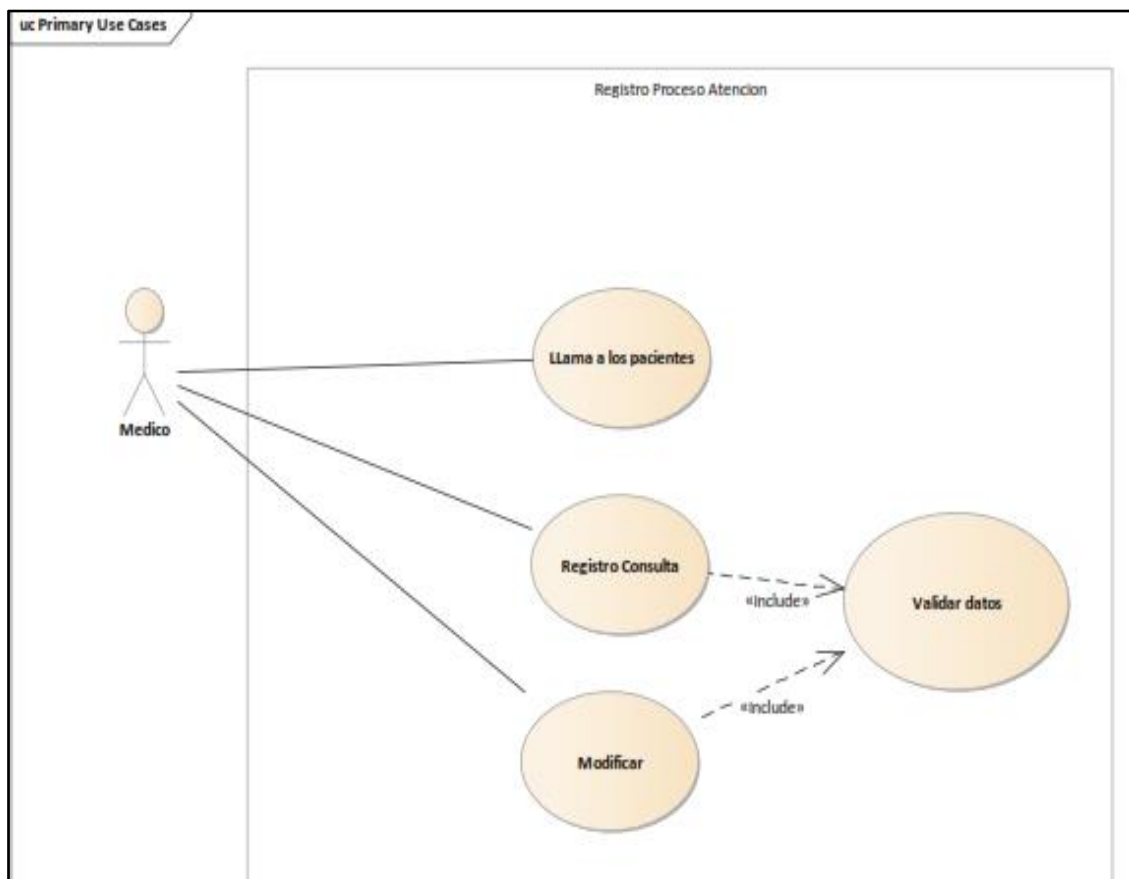 uc Primary Use Cases
Registro Proceso Atencion
LLama a los pacientes
Medico
Registro Consulta
«Include»
Validar datos
«Include»
Modificar